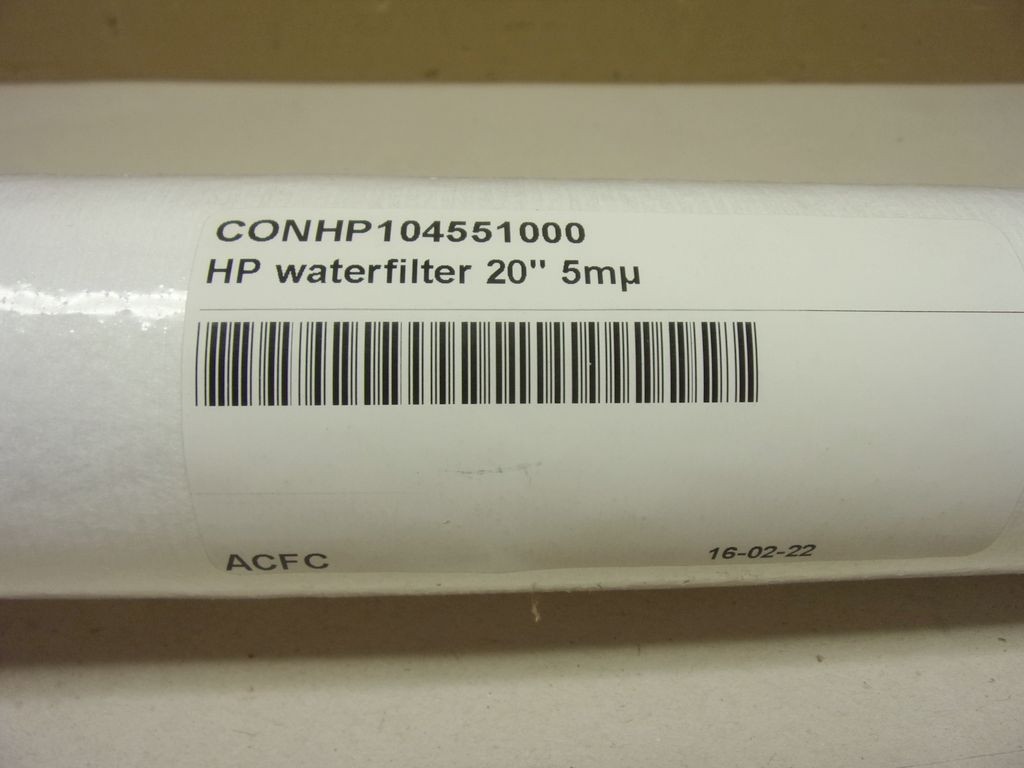 CONHP104551000
HP waterfilter 20" 5mµ
ACFC
16-02-22